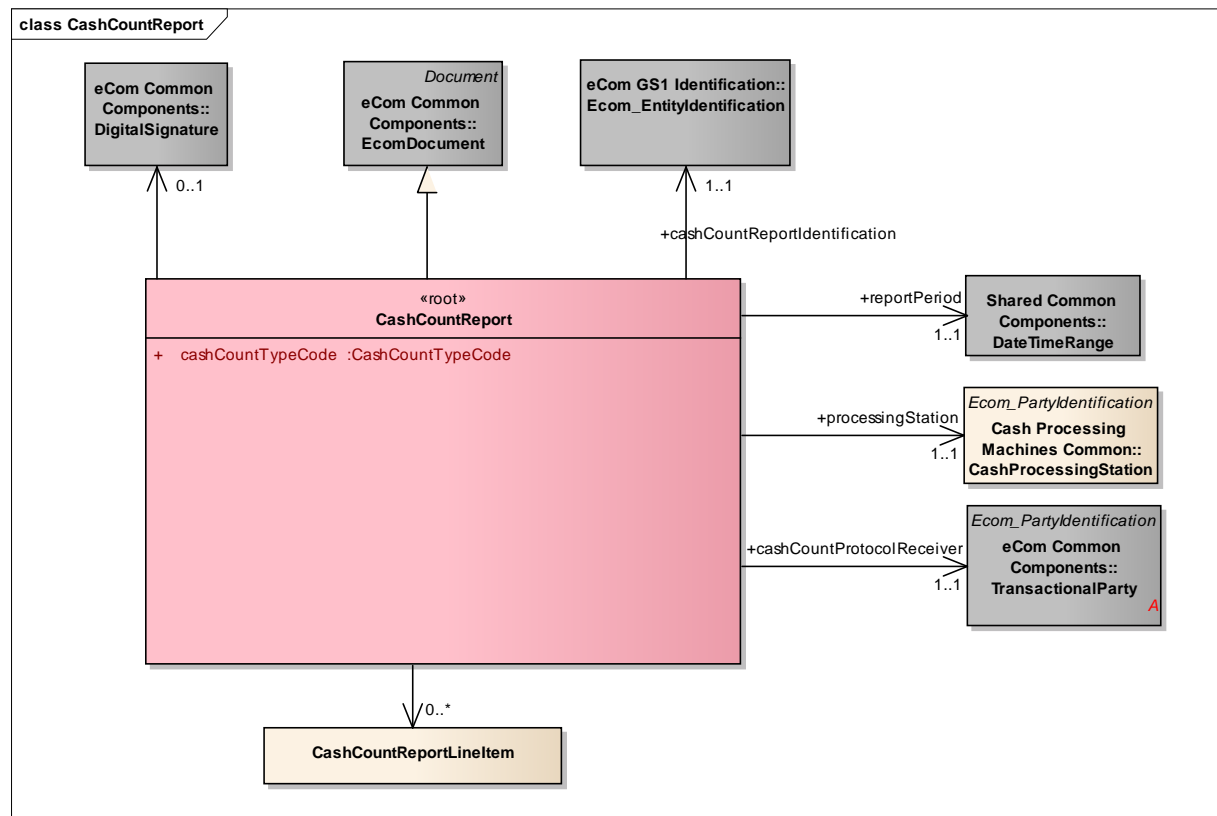 class CashCountReport
eCom Common
Components::
DigitalSignature
Document
eCom Common
Components::
EcomDocument
eCom GS1 Identification::
Ecom_EntityIdentification
0..1
1..1
+cashCountReportIdentification
«root»
CashCountReport
+ cashCountTypeCode :CashCountTypeCode
+reportPeriod
1..1
Shared Common
Components::
DateTimeRange
+processingStation
1..1
Ecom_PartyIdentification
Cash Processing
Machines Common::
CashProcessingStation
+cashCountProtocolReceiver
1..1
Ecom_PartyIdentification
eCom Common
Components::
TransactionalParty
A
0..*
CashCountReportLineItem